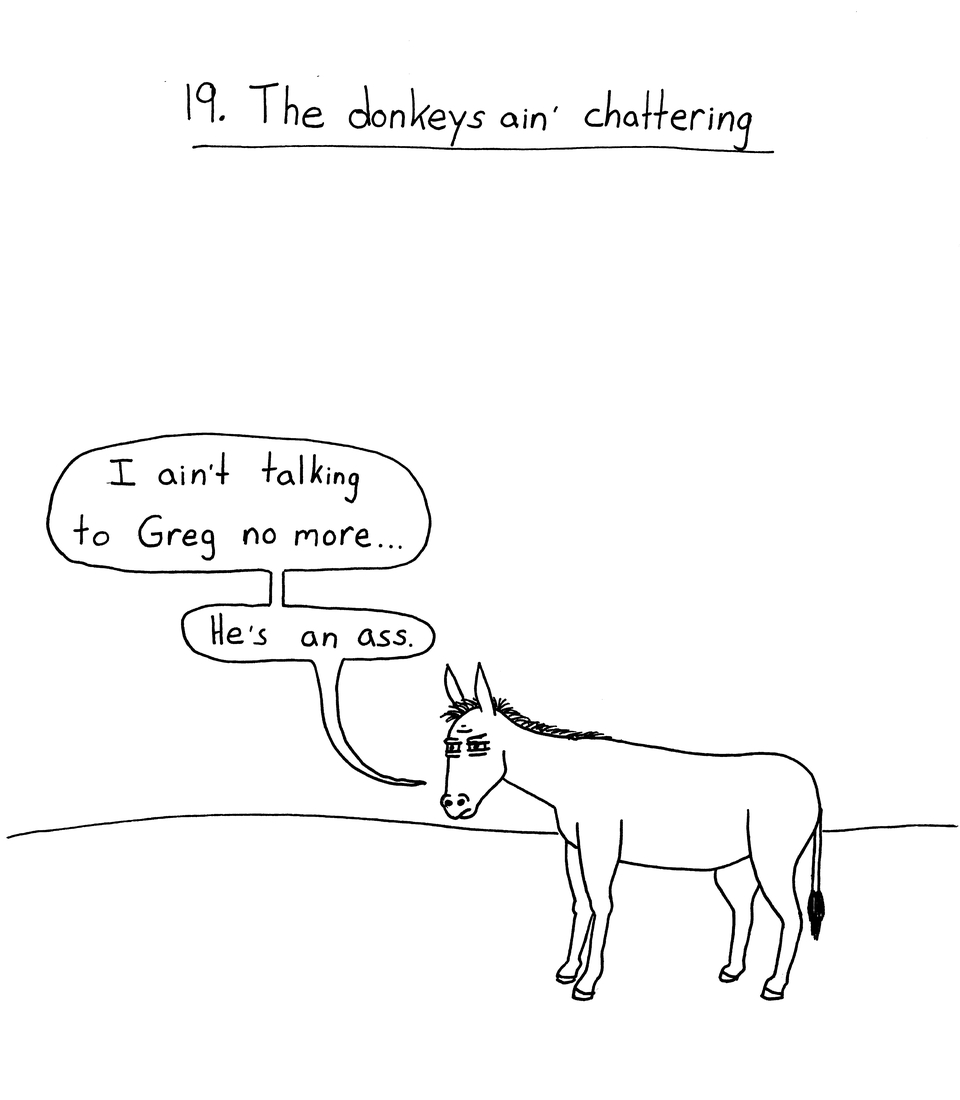 19. The donkeys ain' chattering
I ain't talking
to Greg no more...
He's an ass.